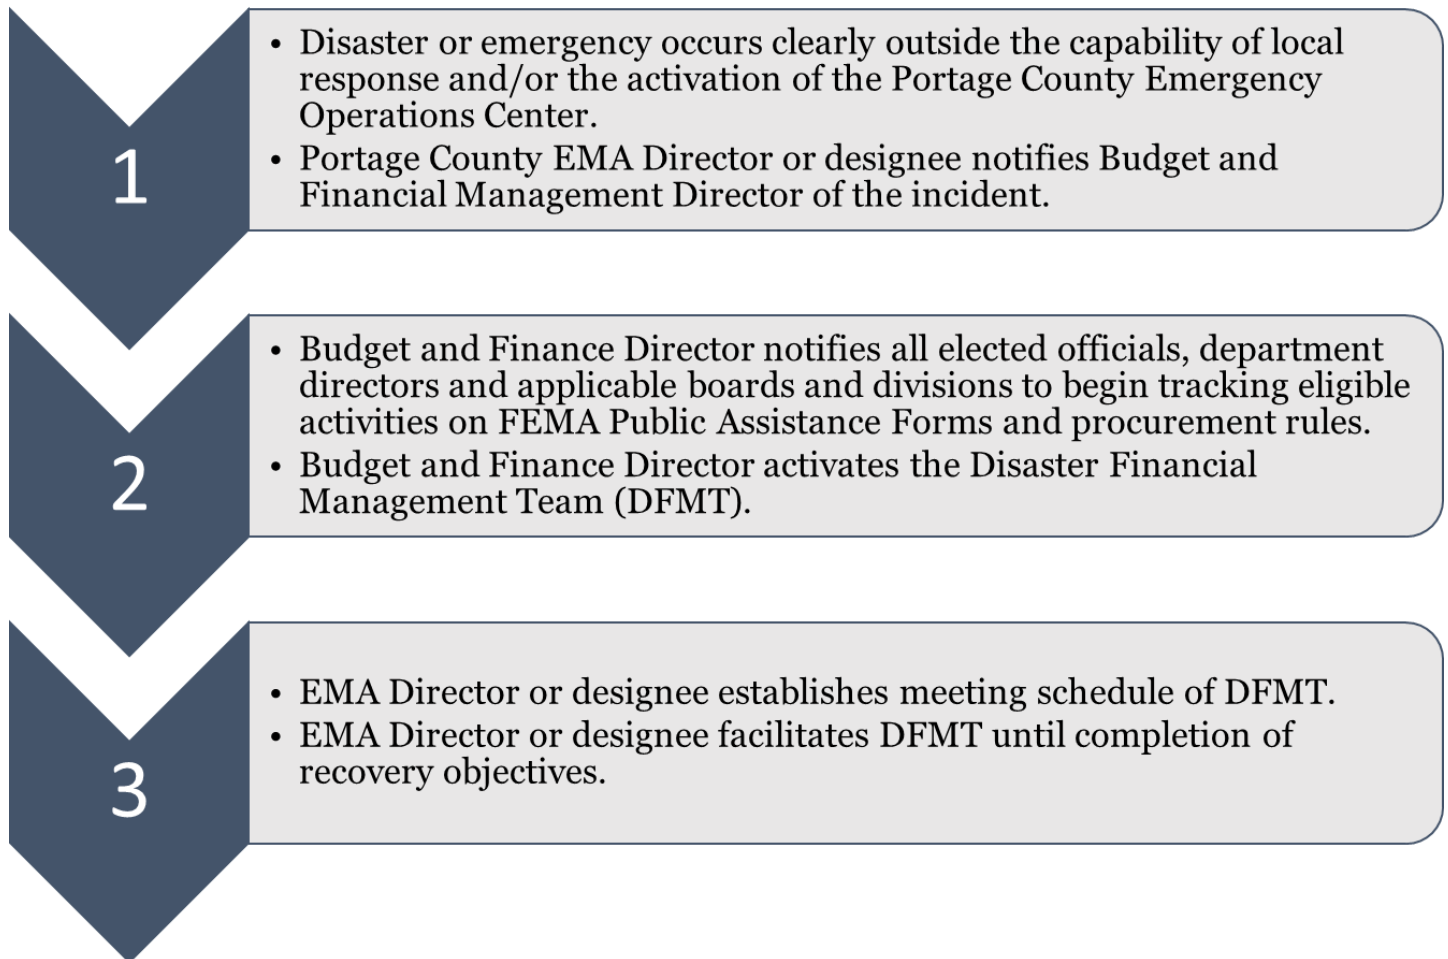 1
• Disaster or emergency occurs clearly outside the capability of local
response and/or the activation of the Portage County Emergency
Operations Center.
• Portage County EMA Director or designee notifies Budget and
Financial Management Director of the incident.
2
• Budget and Finance Director notifies all elected officials, department
directors and applicable boards and divisions to begin tracking eligible
activities on FEMA Public Assistance Forms and procurement rules.
• Budget and Finance Director activates the Disaster Financial
Management Team (DFMT).
3
• EMA Director or designee establishes meeting schedule of DFMT.
• EMA Director or designee facilitates DFMT until completion of
recovery objectives.